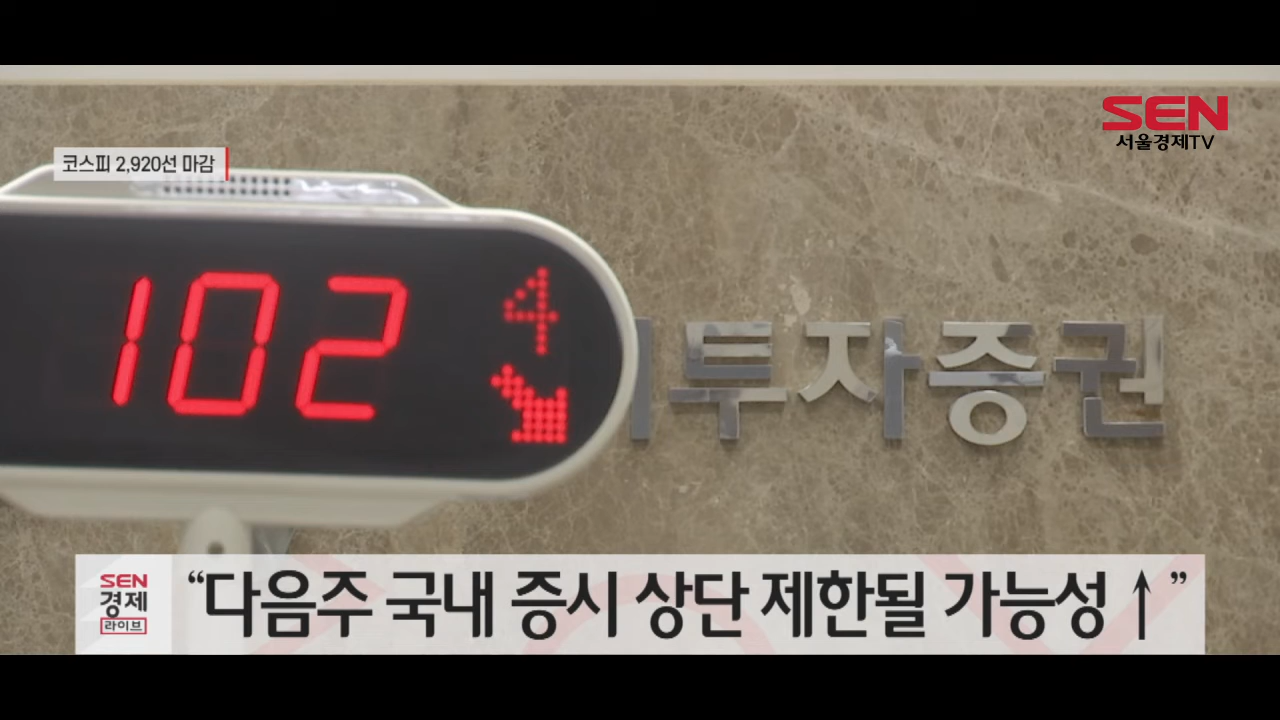 SEN
서울경제TV
코스피 2,920선 마감
102
4
투자증권
SEN
경제
라이브
“다음주 국내 증시 상단 제한될 가능성↑”